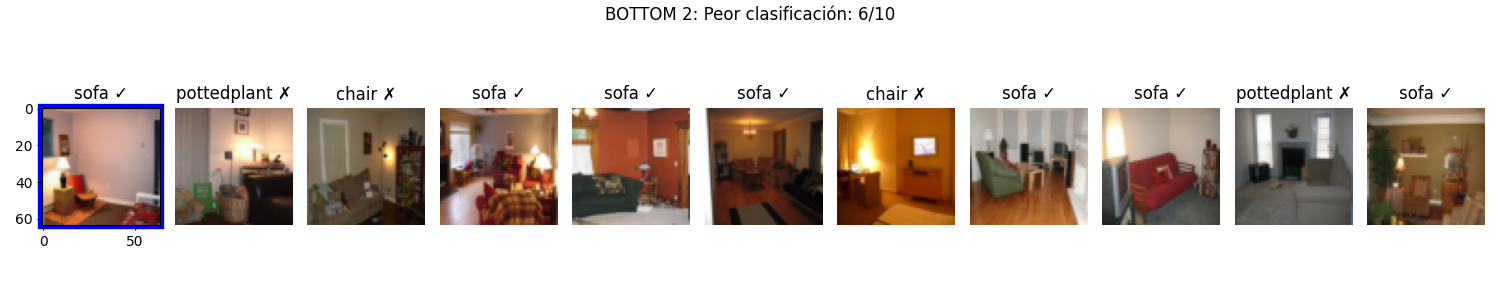 BOTTOM 2: Peor clasificación: 6/10
sofa ✓ pottedplant ✗ chair ✗ sofa ✓ sofa ✓ sofa ✓ chair ✗ sofa ✓ sofa ✓ pottedplant ✗ sofa ✓
0
20
40
60
0 50